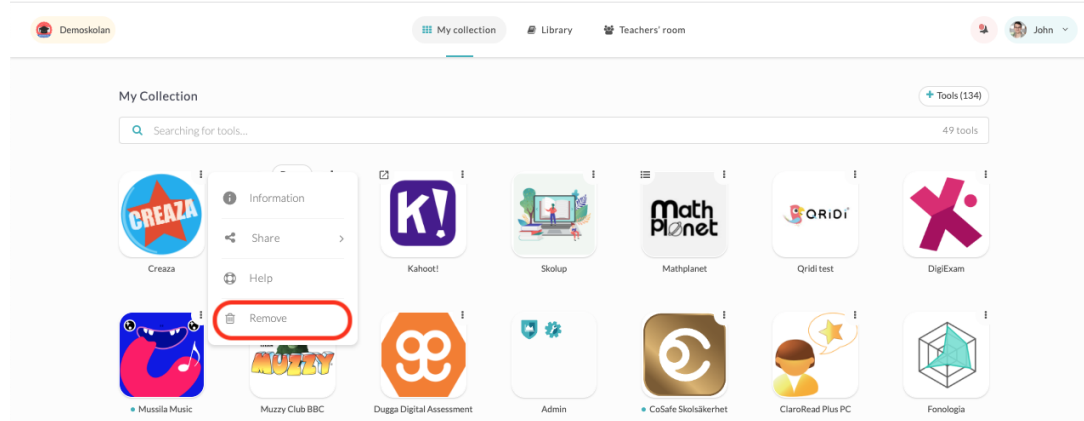 Demoskolan
My collection
Library
Teachers' room
John
My Collection
+ Tools (134)
Searching for tools...
49 tools
CREAZA
Information
Share
Help
Remove
K!
Math
Planet
QRIDI
Creaza
Kahoot!
Skolup
Mathplanet
Qridi test
DigiExam
MUZZY
Mussila Music
Muzzy Club BBC
Dugga Digital Assessment
Admin
CoSafe Skolsäkerhet
ClaroRead Plus PC
Fonologia